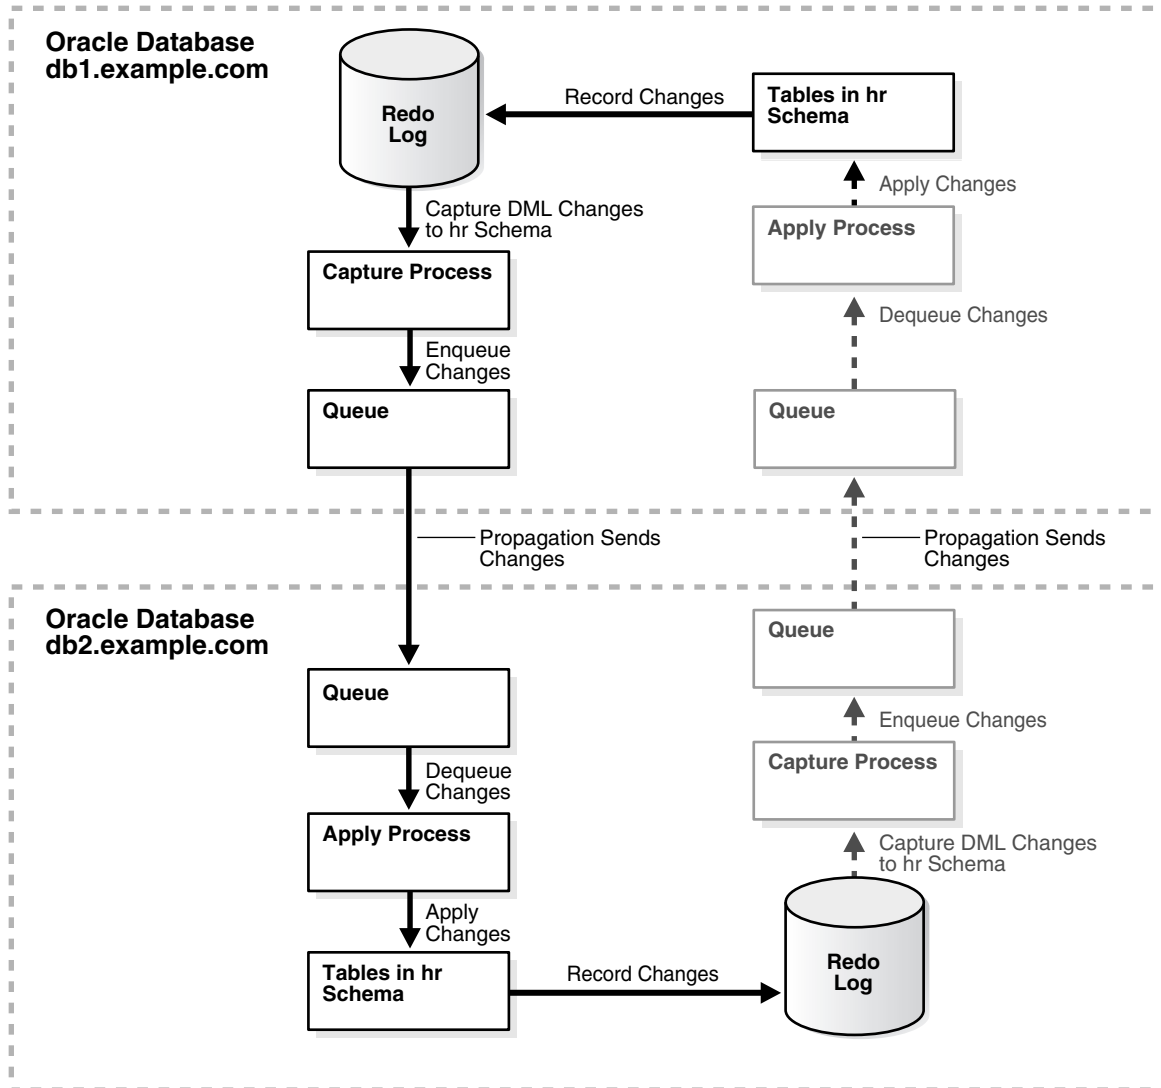 Oracle Database
db1.example.com
Redo
Log
Record Changes
Tables in hr
Schema
Capture DML Changes
to hr Schema
Apply Changes
Capture Process
Apply Process
Enqueue
Changes
Dequeue Changes
Queue
Queue
Propagation Sends
Changes
Propagation Sends
Changes
Oracle Database
db2.example.com
Queue
Queue
Enqueue Changes
Dequeue
Changes
Capture Process
Apply Process
Capture DML Changes
to hr Schema
Apply
Changes
Tables in hr
Schema
Record Changes
Redo
Log